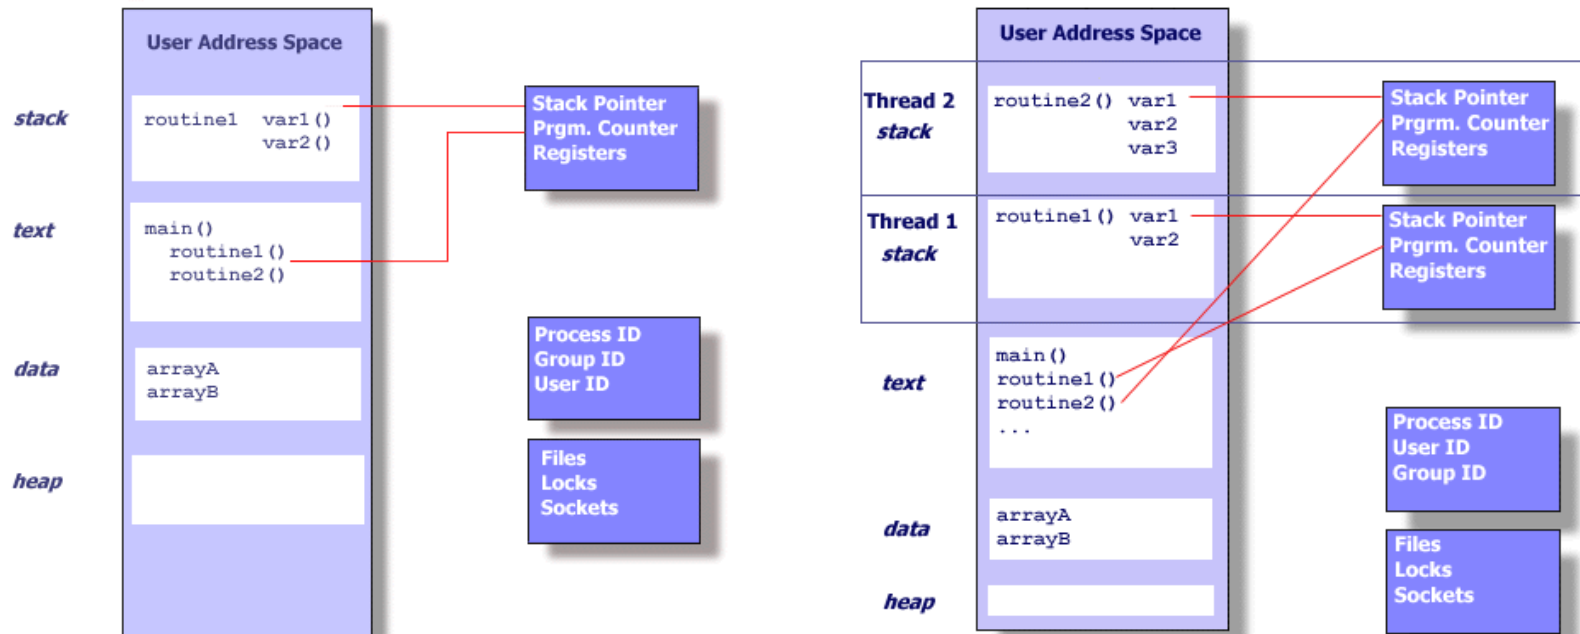 User Address Space
stack
routine1 var1()
var2()
Stack Pointer
Prgm. Counter
Registers
text
main()
routine1()
routine2()
Process ID
Group ID
User ID
data
arrayA
arrayB
Files
Locks
Sockets
heap
User Address Space
Thread 2
stack
routine2() var1
var2
var3
Stack Pointer
Prgrm. Counter
Registers
Thread 1
stack
routine1() var1
var2
Stack Pointer
Prgrm. Counter
Registers
text
main()
routine1()
routine2()
...
Process ID
User ID
Group ID
data
arrayA
arrayB
Files
Locks
Sockets
heap